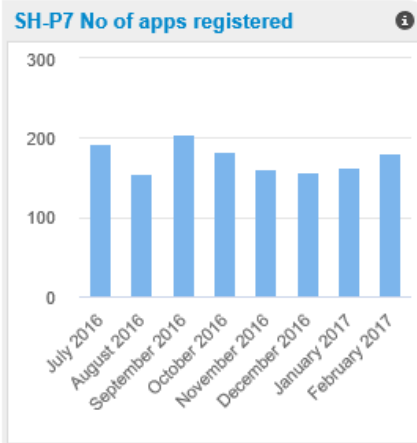 SH-P7 No of apps registered
300
200
100
0
July 2016
August 2016
September 2016
October 2016
November 2016
December 2016
January 2017
February 2017